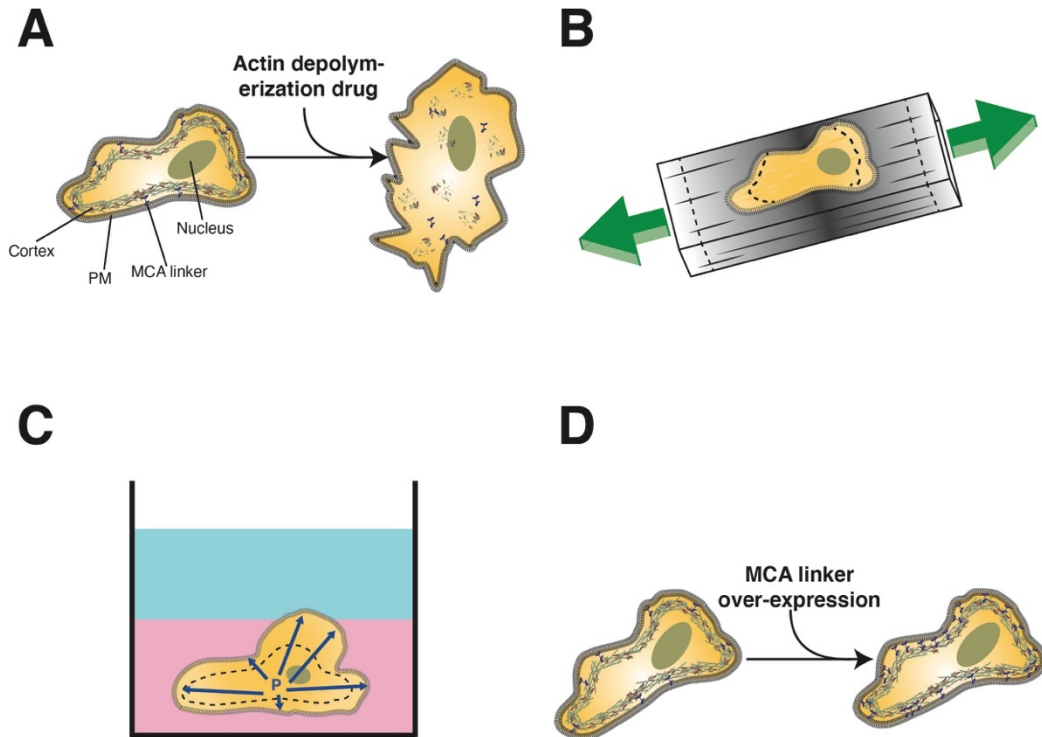 A
Actin depolym-
erization drug
Cortex
PM
MCA linker
Nucleus
B
C
P
D
MCA linker
over-expression